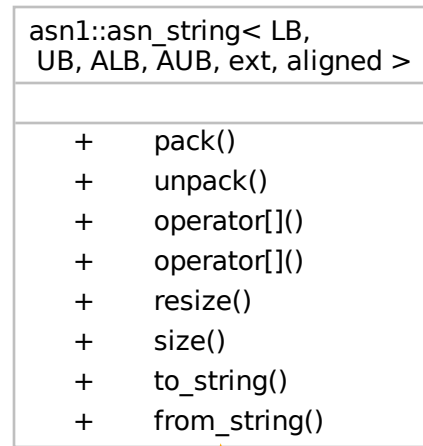 asn1::asn_string< LB,
UB, ALB, AUB, ext, aligned >
+ pack()
+ unpack()
+ operator[]()
+ operator[]()
+ resize()
+ size()
+ to_string()
+ from_string()